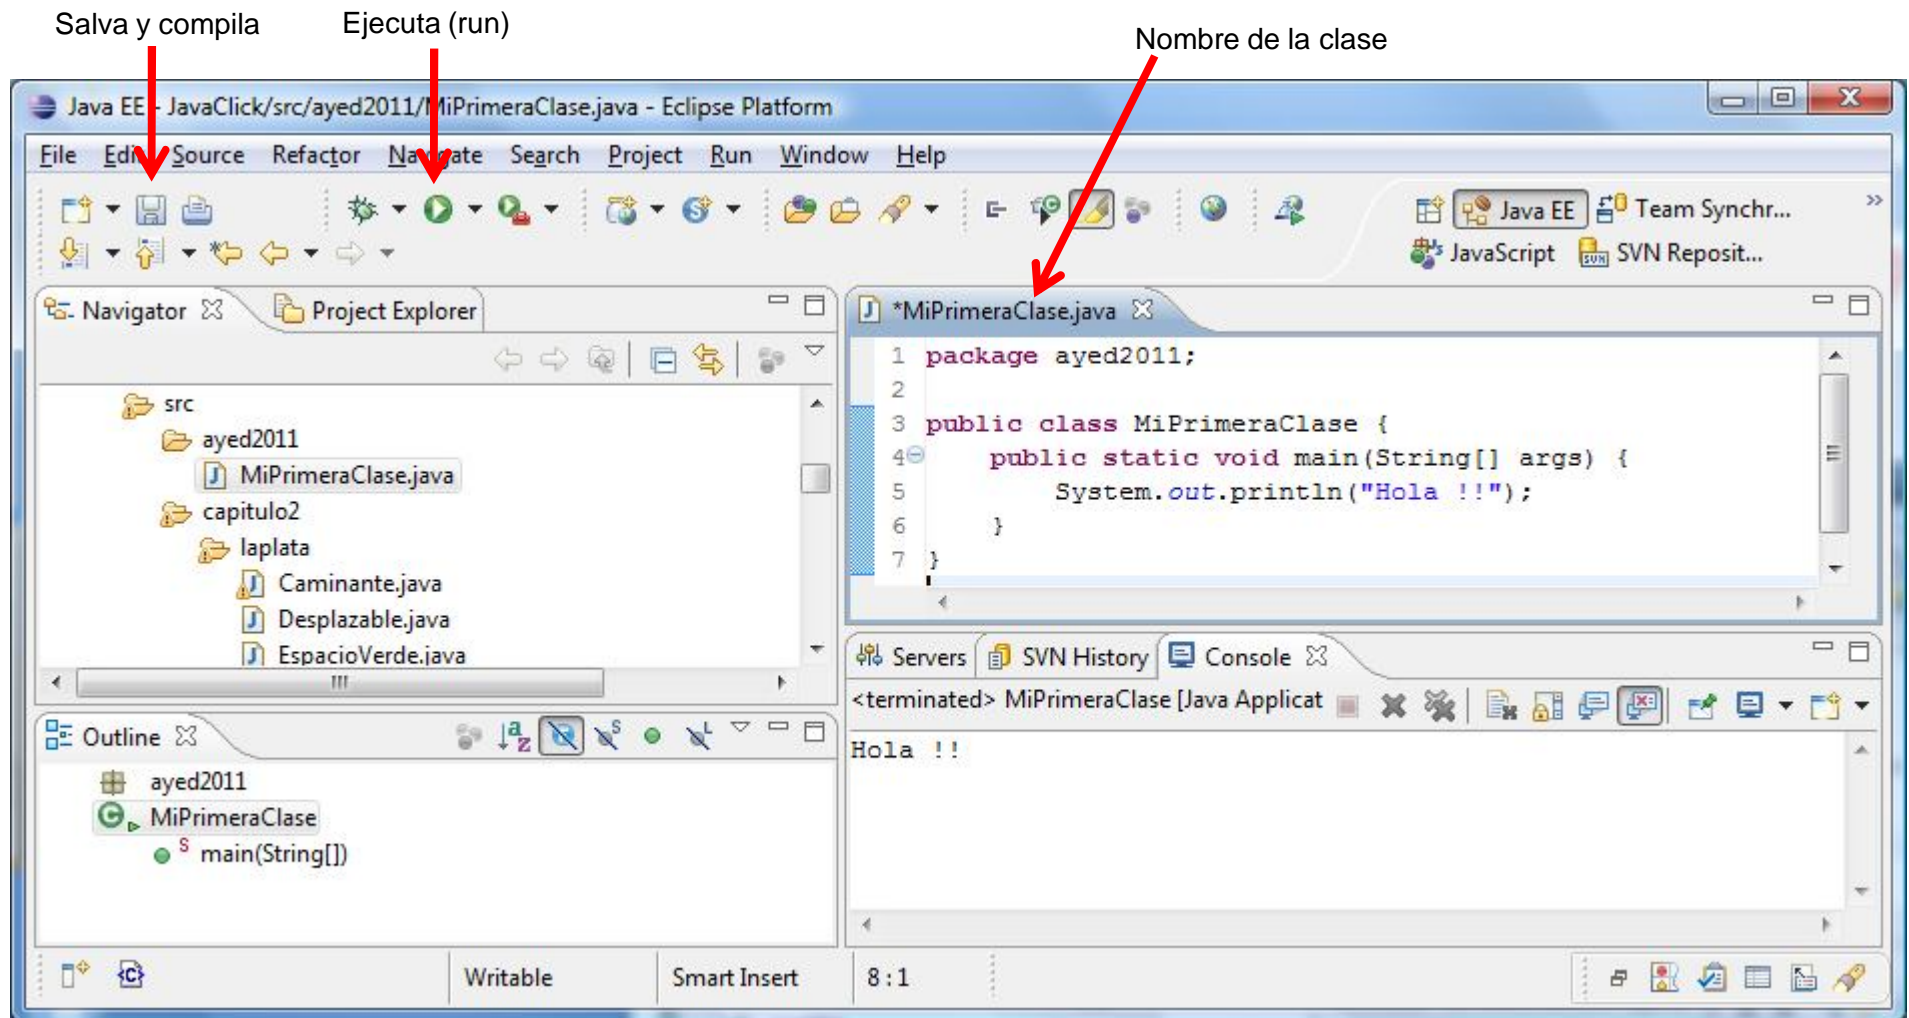 Salva y compila
Ejecuta (run)
Nombre de la clase
Java EE - JavaClick/src/ayed2011/MiPrimeraClase.java - Eclipse Platform
File Edit Source Refactor Navigate Search Project Run Window Help
Java EE Team Synchr... »
JavaScript SVN Reposit...
Navigator Project Explorer
src
ayed2011
MiPrimeraClase.java
capitulo2
laplata
Caminante.java
Desplazable.java
EspacioVerde.java
Outline
ayed2011
MiPrimeraClase
main(String[])
*MiPrimeraClase.java
1 package ayed2011;
2
3 public class MiPrimeraClase {
4 public static void main(String[] args) {
5 System.out.println("Hola !!");
6 }
7 }
Servers SVN History Console
<terminated> MiPrimeraClase [Java Applicat
Hola !!
Writable Smart Insert 8 : 1